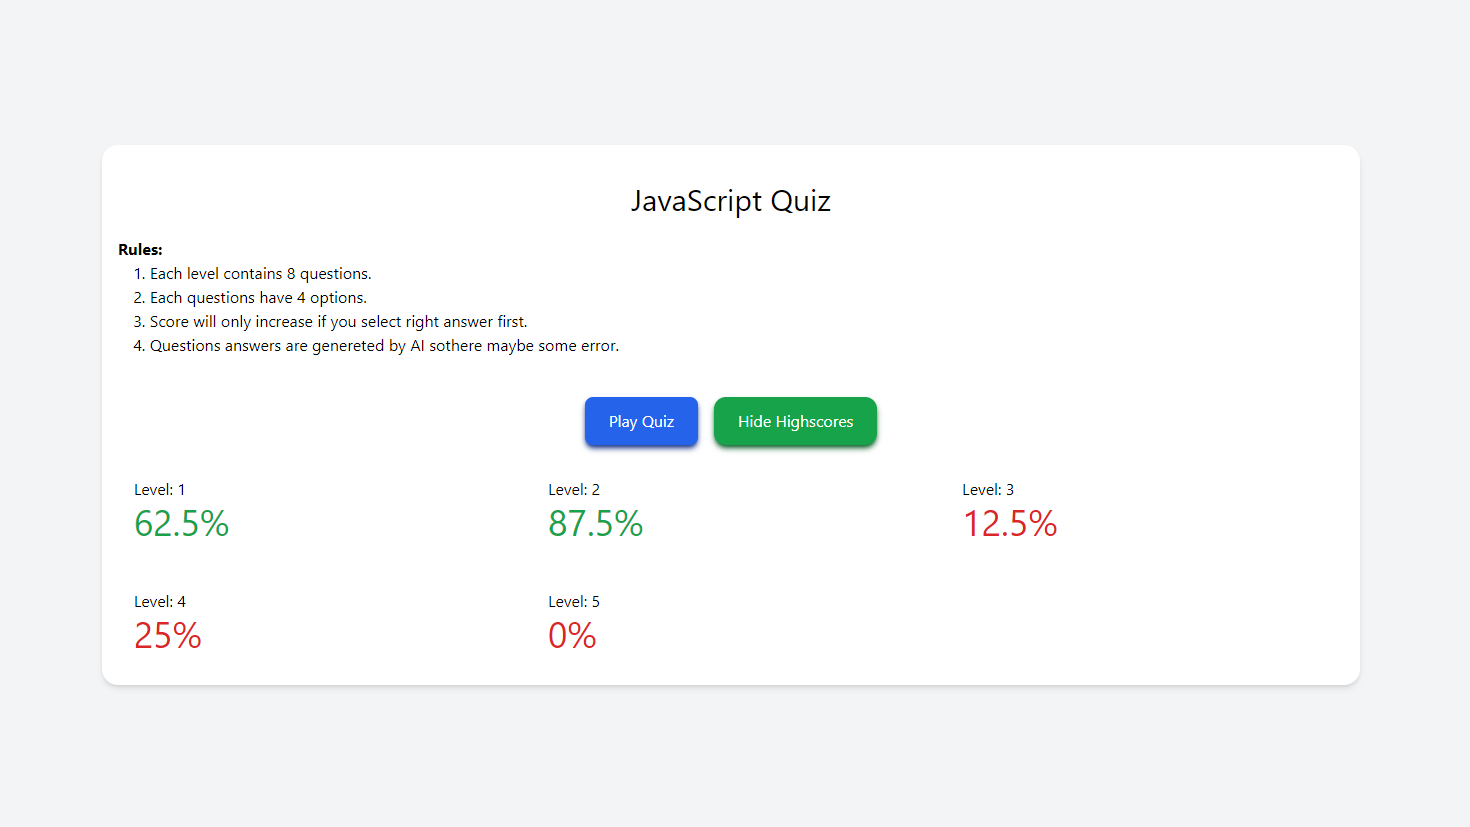 JavaScript Quiz
Rules:
1. Each level contains 8 questions.
2. Each questions have 4 options.
3. Score will only increase if you select right answer first.
4. Questions answers are genereted by AI sothere maybe some error.
Play Quiz Hide Highscores
Level: 1 Level: 2 Level: 3
62.5% 87.5% 12.5%
Level: 4 Level: 5
25% 0%